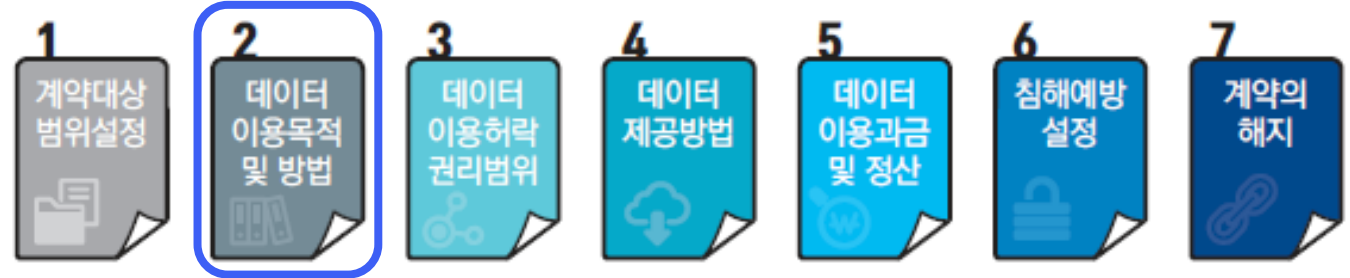 1
계약대상
범위설정
2
데이터
이용목적
및 방법
3
데이터
이용허락
권리범위
4
데이터
제공방법
5
데이터
이용과금
및 정산
₩
6
침해예방
설정
7
계약의
해지